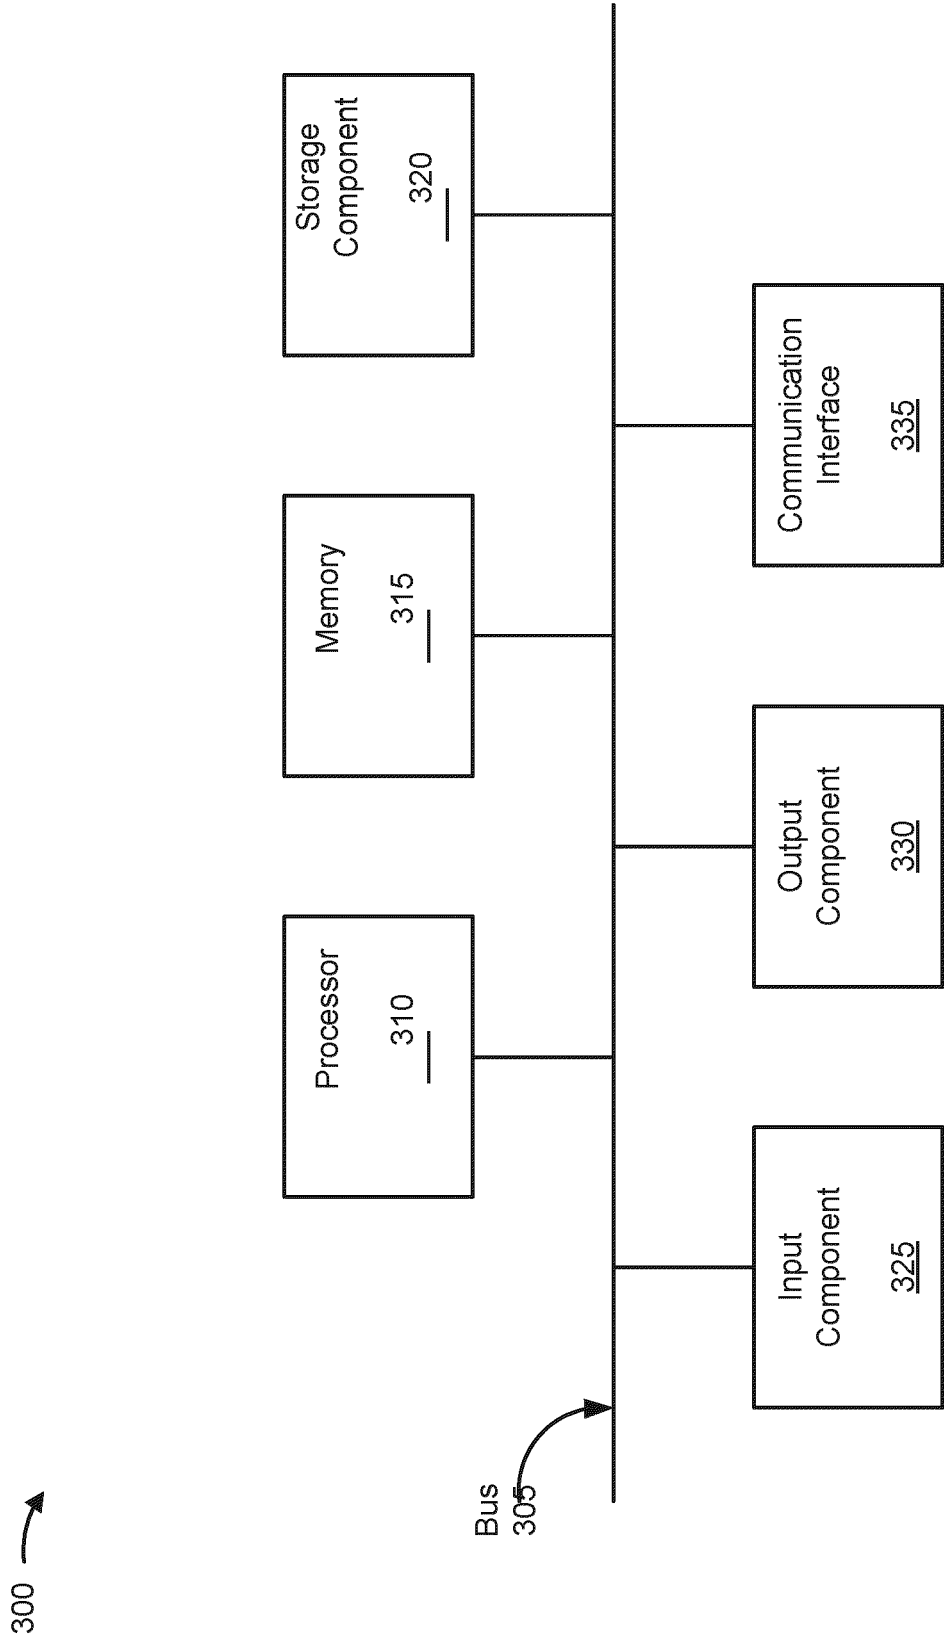 300
Bus
305
Processor
310
Memory
315
Storage
Component
320
Input
Component
325
Output
Component
330
Communication
Interface
335